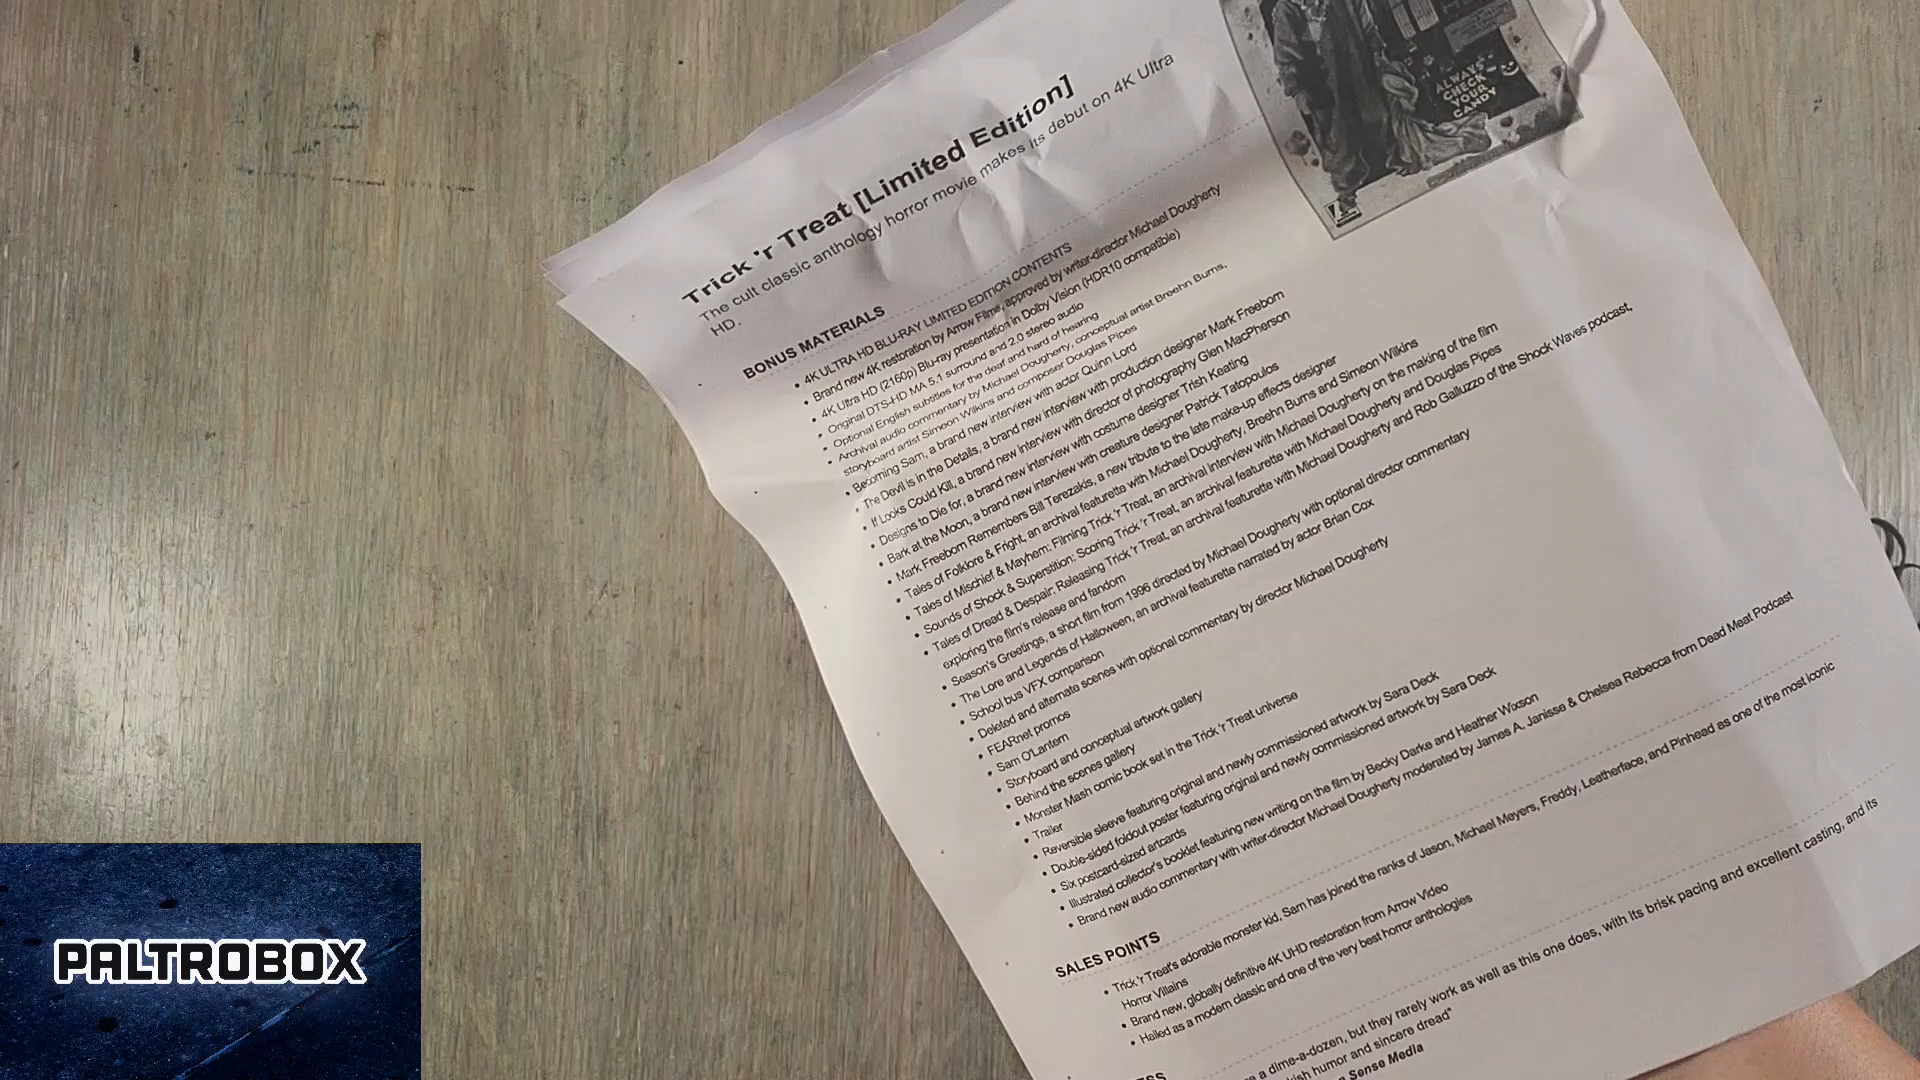 ALWAYS
CHECK
YOUR
CANDY
Trick 'r Treat [Limited Edition]
The cult classic anthology horror movie makes its debut on 4K Ultra
HD.
BONUS MATERIALS
• 4K ULTRA HD BLU-RAY LIMITED EDITION CONTENTS
• Brand new 4K restoration by Arrow Films, approved by writer-director Michael Dougherty
• 4K Ultra HD (2160p) Blu-ray presentation in Dolby Vision (HDR10 compatible)
• Original DTS-HD MA 5.1 surround and 2.0 stereo audio
• Optional English subtitles for the deaf and hard of hearing
• Archival audio commentary by Michael Dougherty, conceptual artist Breehn Burns,
storyboard artist Simeon Wilkins and composer Douglas Pipes
• Becoming Sam, a brand new interview with actor Quinn Lord
• The Devil is in the Details, a brand new interview with production designer Mark Freeborn
• If Looks Could Kill, a brand new interview with director of photography Glen MacPherson
• Designs to Die for, a brand new interview with costume designer Trish Keating
• Bark at the Moon, a brand new interview with creature designer Patrick Tatopoulos
• Mark Freeborn Remembers Bill Terezakis, a new tribute to the late make-up effects designer
• Tales of Folklore & Fright, an archival featurette with Michael Dougherty, Breehn Burns and Simeon Wilkins
• Tales of Mischief & Mayhem: Filming Trick 'r Treat, an archival interview with Michael Dougherty on the making of the film
• Sounds of Shock & Superstition: Scoring Trick 'r Treat, an archival featurette with Michael Dougherty and Douglas Pipes
• Tales of Dread & Despair: Releasing Trick 'r Treat, an archival featurette with Michael Dougherty and Rob Galluzzo of the Shock Waves podcast,
exploring the film's release and fandom
• Season's Greetings, a short film from 1996 directed by Michael Dougherty with optional director commentary
• The Lore and Legends of Halloween, an archival featurette narrated by actor Brian Cox
• School bus VFX comparison
• Deleted and alternate scenes with optional commentary by director Michael Dougherty
• FEARnet promos
• Sam O'Lantern
• Storyboard and conceptual artwork gallery
• Behind the scenes gallery
• Monster Mash comic book set in the Trick 'r Treat universe
• Trailer
• Reversible sleeve featuring original and newly commissioned artwork by Sara Deck
• Double-sided foldout poster featuring original and newly commissioned artwork by Sara Deck
• Six postcard-sized artcards
• Illustrated collector's booklet featuring new writing on the film by Becky Darke and Heather Wixson
• Brand new audio commentary with writer-director Michael Dougherty moderated by James A. Janisse & Chelsea Rebecca from Dead Meat Podcast
SALES POINTS
• Trick 'r Treat's adorable monster kid, Sam has joined the ranks of Jason, Michael Meyers, Freddy, Leatherface, and Pinhead as one of the most iconic
Horror Villains
• Brand new, globally definitive 4K UHD restoration from Arrow Video
• Hailed as a modern classic and one of the very best horror anthologies
a dime-a-dozen, but they rarely work as well as this one does, with its brisk pacing and excellent casting, and its
humor and sincere dread"
Sense Media
PALTROBOX